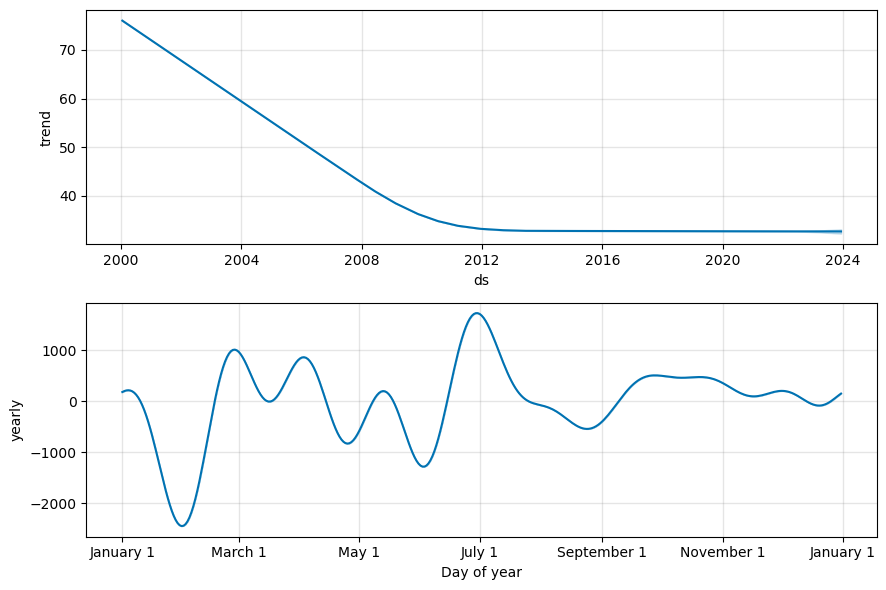 trend
70
60
50
40
2000 2004 2008 2012 2016 2020 2024
ds
yearly
1000
0
−1000
−2000
January 1 March 1 May 1 July 1 September 1 November 1 January 1
Day of year